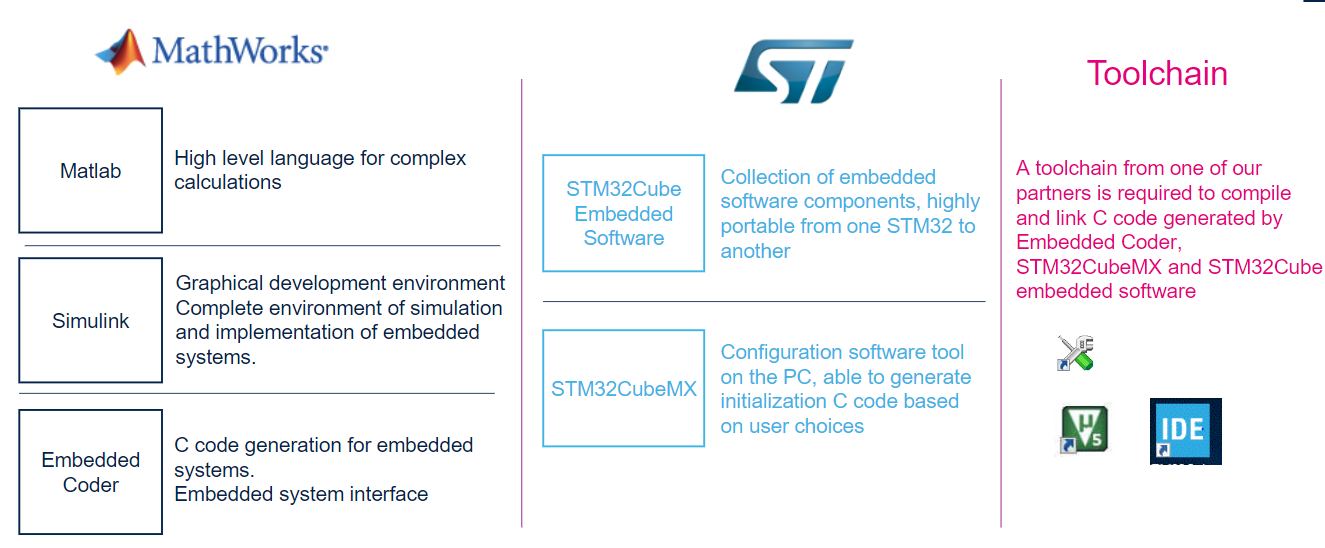 MathWorks®
Matlab
High level language for complex
calculations
Simulink
Graphical development environment
Complete environment of simulation
and implementation of embedded
systems.
Embedded
Coder
C code generation for embedded
systems.
Embedded system interface
ST
STM32Cube
Embedded
Software
Collection of embedded
software components, highly
portable from one STM32 to
another
STM32CubeMX
Configuration software tool
on the PC, able to generate
initialization C code based
on user choices
Toolchain
A toolchain from one of our
partners is required to compile
and link C code generated by
Embedded Coder,
STM32CubeMX and STM32Cube
embedded software
µV5
IDE